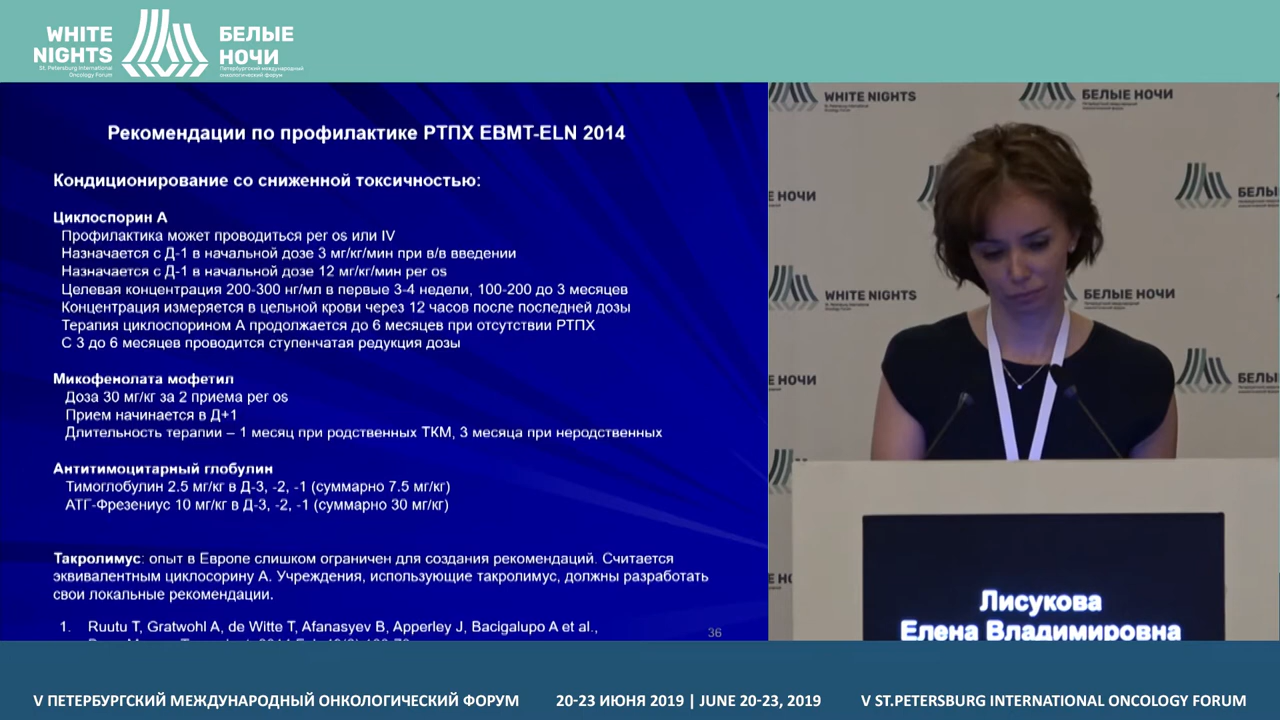 WHITE
NIGHTS
St. Petersburg International
Oncology Forum
БЕЛЫЕ
НОЧИ
Петербургский международный
онкологический форум
Рекомендации по профилактике РТПХ EBMT-ELN 2014
Кондиционирование со сниженной токсичностью:
Циклоспорин А
Профилактика может проводиться per os или IV
Назначается с Д-1 в начальной дозе 3 мг/кг/мин при в/в введении
Назначается с Д-1 в начальной дозе 12 мг/кг/мин per os
Целевая концентрация 200-300 нг/мл в первые 3-4 недели, 100-200 до 3 месяцев
Концентрация измеряется в цельной крови через 12 часов после последней дозы
Терапия циклоспорином А продолжается до 6 месяцев при отсутствии РТПХ
С 3 до 6 месяцев проводится ступенчатая редукция дозы
Микофенолата мофетил
Доза 30 мг/кг за 2 приема per os
Прием начинается в Д+1
Длительность терапии – 1 месяц при родственных ТКМ, 3 месяца при неродственных
Антитимоцитарный глобулин
Тимоглобулин 2.5 мг/кг в Д-3, -2, -1 (суммарно 7.5 мг/кг)
АТГ-Фрезениус 10 мг/кг в Д-3, -2, -1 (суммарно 30 мг/кг)
Такролимус: опыт в Европе слишком ограничен для создания рекомендаций. Считается
эквивалентным циклосорину А. Учреждения, использующие такролимус, должны разработать
свои локальные рекомендации.
1. Ruutu T, Gratwohl A, de Witte T, Afanasyev B, Apperley J, Bacigalupo A et al.,
36
WHITE NIGHTS
БЕЛЫЕ НОЧИ
БЕЛЫ
НОЧИ
WHITE NIGHTS
БЕЛЫЕ НОЧИ
НОЧИ
БЕЛЫ
Лисукова
Елена Владимировна
V ПЕТЕРБУРГСКИЙ МЕЖДУНАРОДНЫЙ ОНКОЛОГИЧЕСКИЙ ФОРУМ
20-23 ИЮНЯ 2019 | JUNE 20-23, 2019
V ST.PETERSBURG INTERNATIONAL ONCOLOGY FORUM